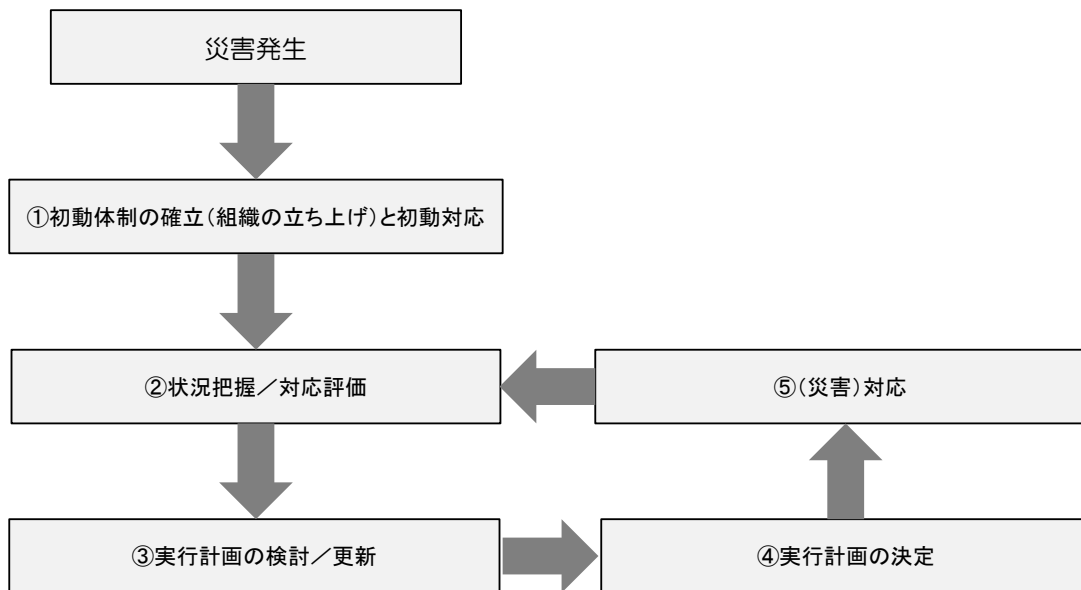 災害発生
①初動体制の確立（組織の立ち上げ）と初動対応
②状況把握／対応評価
⑤（災害）対応
③実行計画の検討／更新
④実行計画の決定